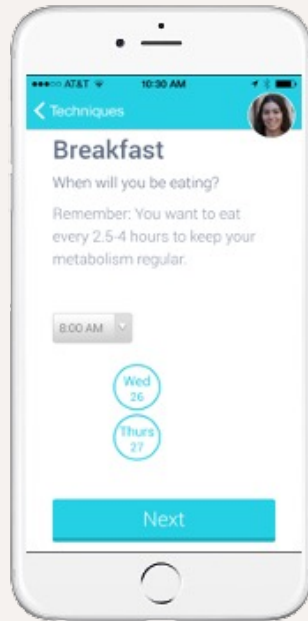 AT&T 10:30 AM
Techniques
Breakfast
When will you be eating?
Remember: You want to eat
every 2.5-4 hours to keep your
metabolism regular.
8:00 AM
Wed
26
Thurs
27
Next